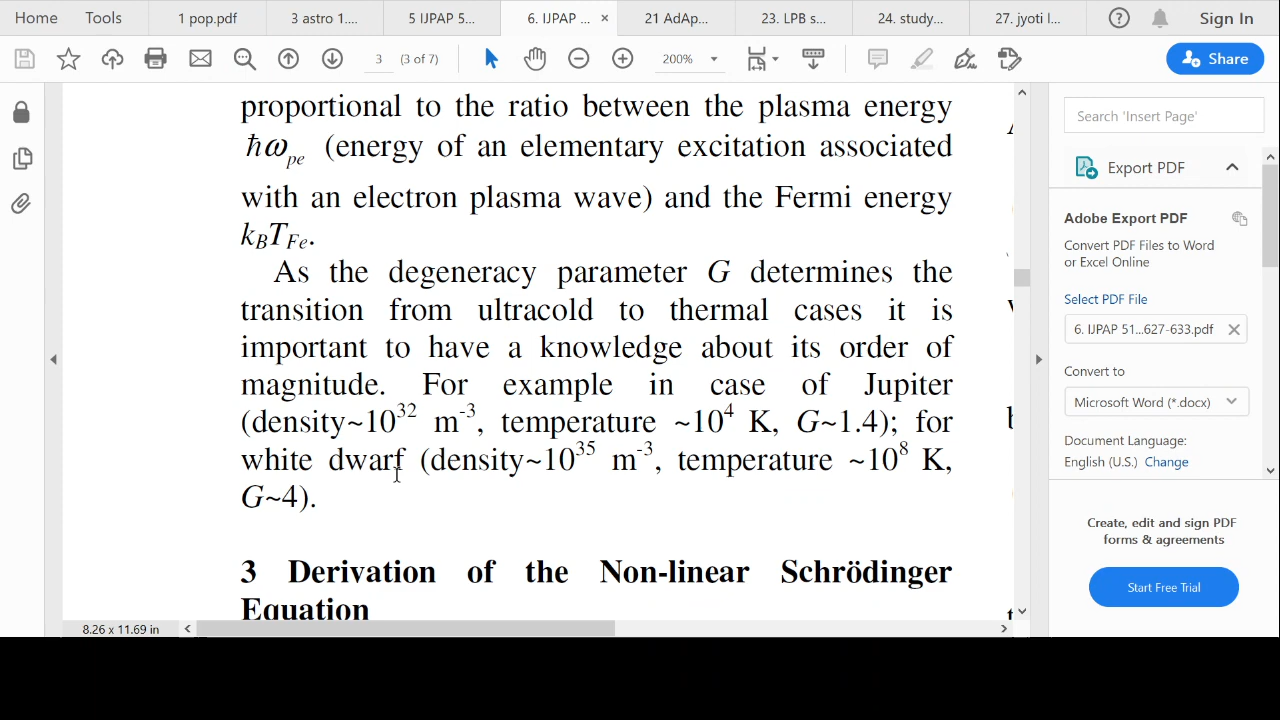 Home Tools 1 pop.pdf 3 astro 1.... 5 IJPAP 5... 6. IJPAP ... × 21 AdAp... 23. LPB s... 24. study... 27. jyoti I... Sign In
3 (3 of 7) 200% Share
proportional to the ratio between the plasma energy
ħω_pe (energy of an elementary excitation associated
with an electron plasma wave) and the Fermi energy
k_BT_Fe.
As the degeneracy parameter G determines the
transition from ultracold to thermal cases it is
important to have a knowledge about its order of
magnitude. For example in case of Jupiter
(density~10^32 m^-3, temperature ~10^4 K, G~1.4); for
white dwarf (density~10^35 m^-3, temperature ~10^8 K,
G~4).
3 Derivation of the Non-linear Schrödinger
Equation
8.26 x 11.69 in
Search 'Insert Page'
Export PDF
Adobe Export PDF
Convert PDF Files to Word
or Excel Online
Select PDF File
6. IJPAP 51...627-633.pdf
Convert to
Microsoft Word (*.docx)
Document Language:
English (U.S.) Change
Create, edit and sign PDF
forms & agreements
Start Free Trial